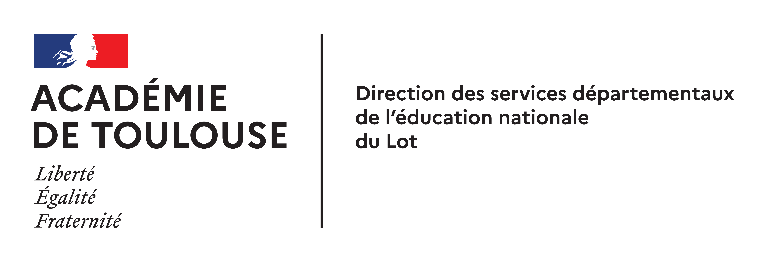 ACADÉMIE
DE TOULOUSE
Liberté
Égalité
Fraternité
Direction des services départementaux
de l'éducation nationale
du Lot